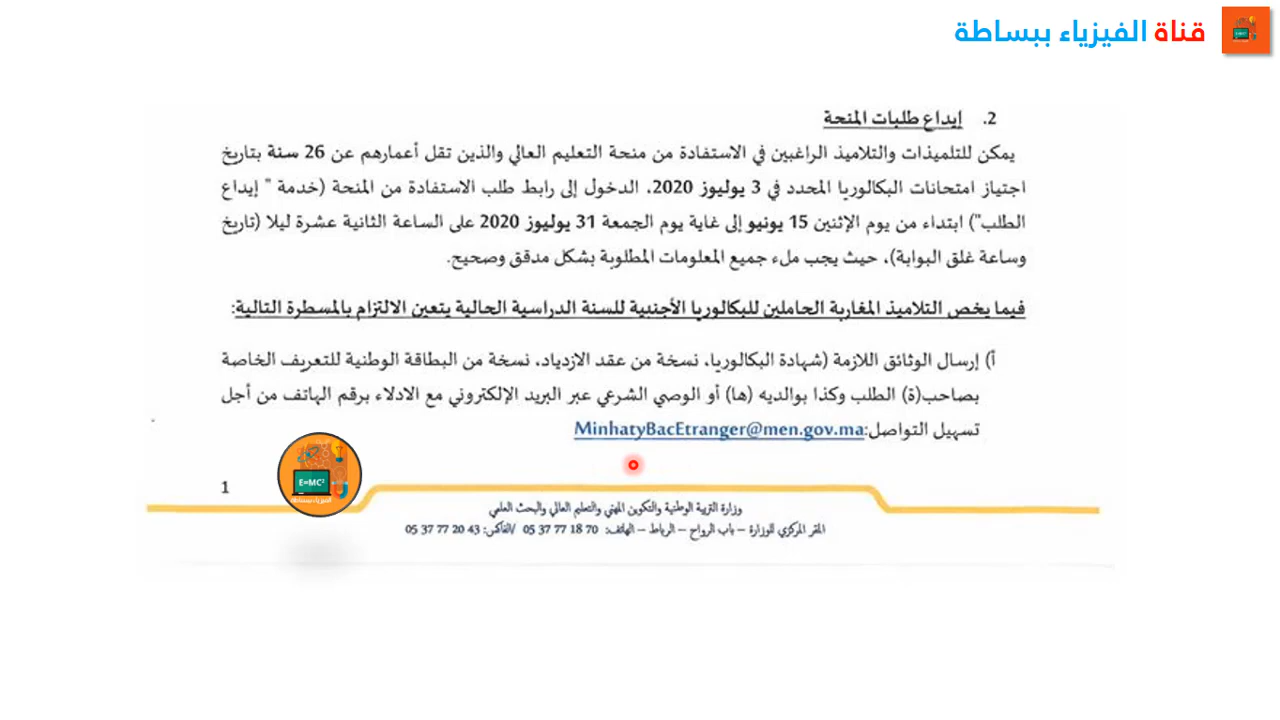 قناة الفيزياء ببساطة
2. إيداع طلبات المنحة
يمكن للتلميذات والتلاميذ الراغبين في الاستفادة من منحة التعليم العالي والذين تقل أعمارهم عن 26 سنة بتاريخ
اجتياز امتحانات البكالوريا المحدد في 3 يوليوز 2020، الدخول إلى رابط طلب الاستفادة من المنحة (خدمة " إيداع
الطلب") ابتداء من يوم الإثنين 15 يونيو إلى غاية يوم الجمعة 31 يوليوز 2020 على الساعة الثانية عشرة ليلا (تاريخ
وساعة غلق البوابة)، حيث يجب ملء جميع المعلومات المطلوبة بشكل مدقق وصحيح.
فيما يخص التلاميذ المغاربة الحاملين للبكالوريا الأجنبية للسنة الدراسية الحالية يتعين الالتزام بالمسطرة التالية:
أ) إرسال الوثائق اللازمة (شهادة البكالوريا، نسخة من عقد الازدياد، نسخة من البطاقة الوطنية للتعريف الخاصة
بصاحب(ة) الطلب وكذا بوالديه (ها) أو الوصي الشرعي عبر البريد الإلكتروني مع الادلاء برقم الهاتف من أجل
تسهيل التواصل:MinhatyBacEtranger@men.gov.ma
E=MC²
الفيزياء ببساطة
1
وزارة التربية الوطنية والتكوين المهني والتعليم العالي والبحث العلمي
المقر المركزي للوزارة – باب الرواح – الرباط – الهاتف: 70 18 77 37 05 /الفاكس: 43 20 77 37 05